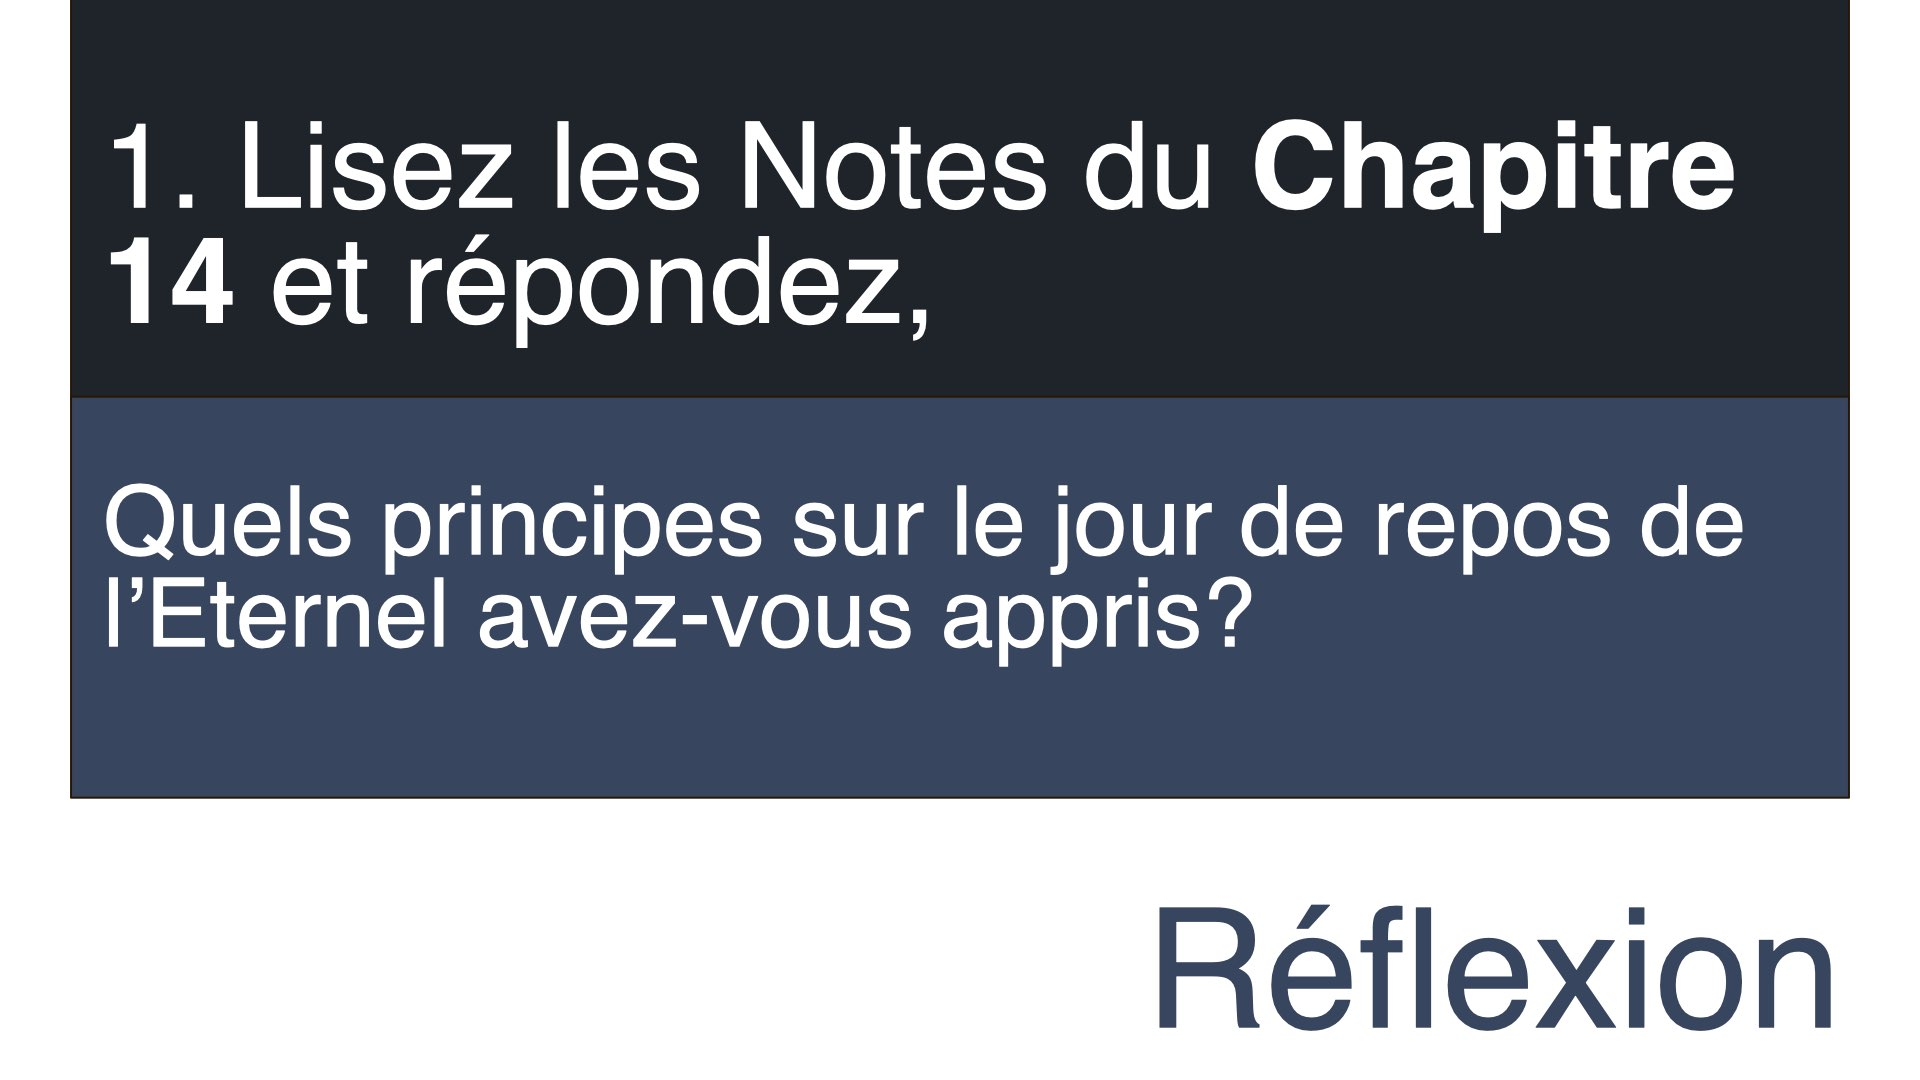 1. Lisez les Notes du Chapitre
14 et répondez,
Quels principes sur le jour de repos de
l’Eternel avez-vous appris?
Réflexion